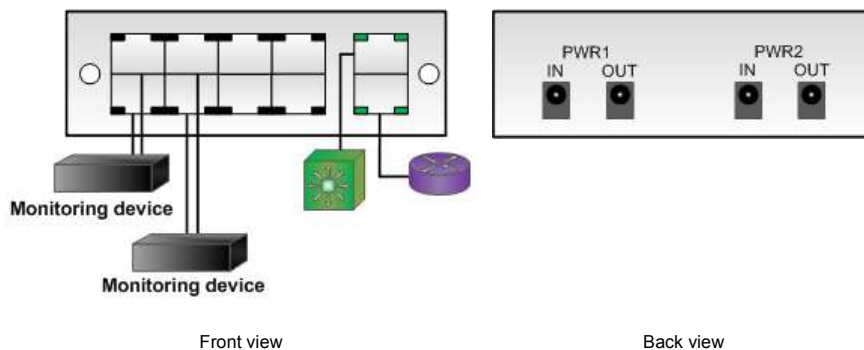 PWR1 PWR2
IN OUT IN OUT
Monitoring device
Monitoring device
Front view Back view